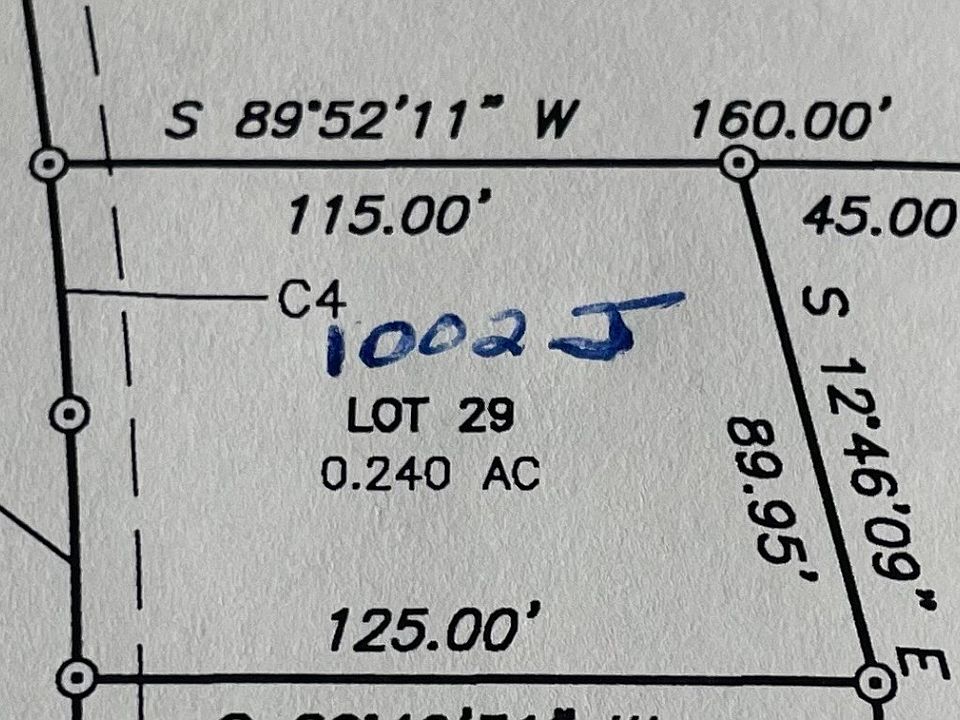 S 89°52'11" W 160.00'
115.00'
45.00
C4
1002 J
LOT 29
0.240 AC
S 12°46'09" E
89.95'
125.00'